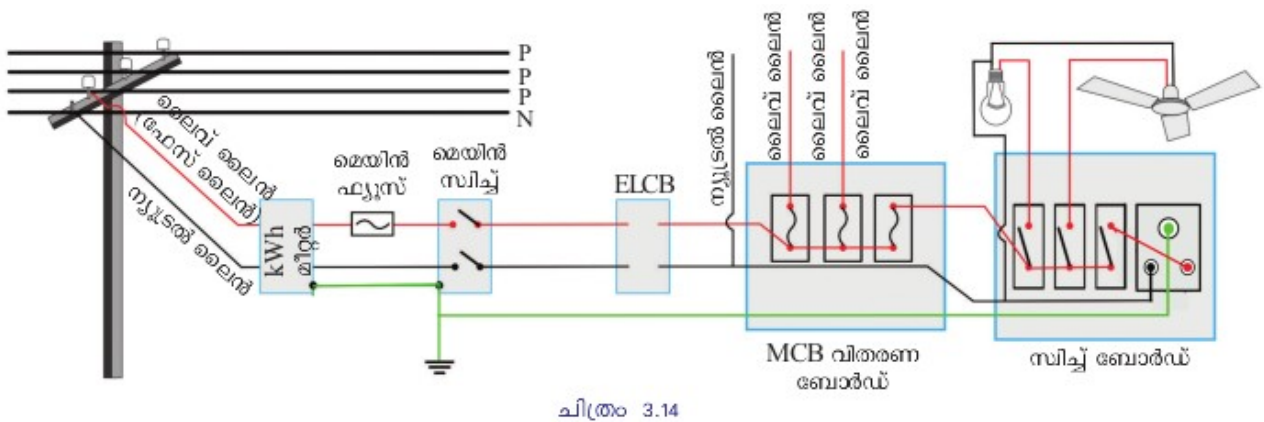 P
P
P
N
ലൈവ് ലൈൻ
(ഫേസ് ലൈൻ)
ന്യൂട്രൽ ലൈൻ
kWh
മീറ്റർ
മെയിൻ
ഫ്യൂസ്
മെയിൻ
സ്വിച്ച്
ELCB
ന്യൂട്രൽ ലൈൻ
ലൈവ് ലൈൻ
ലൈവ് ലൈൻ
ലൈവ് ലൈൻ
MCB വിതരണ
ബോർഡ്
സ്വിച്ച് ബോർഡ്
ചിത്രം 3.14